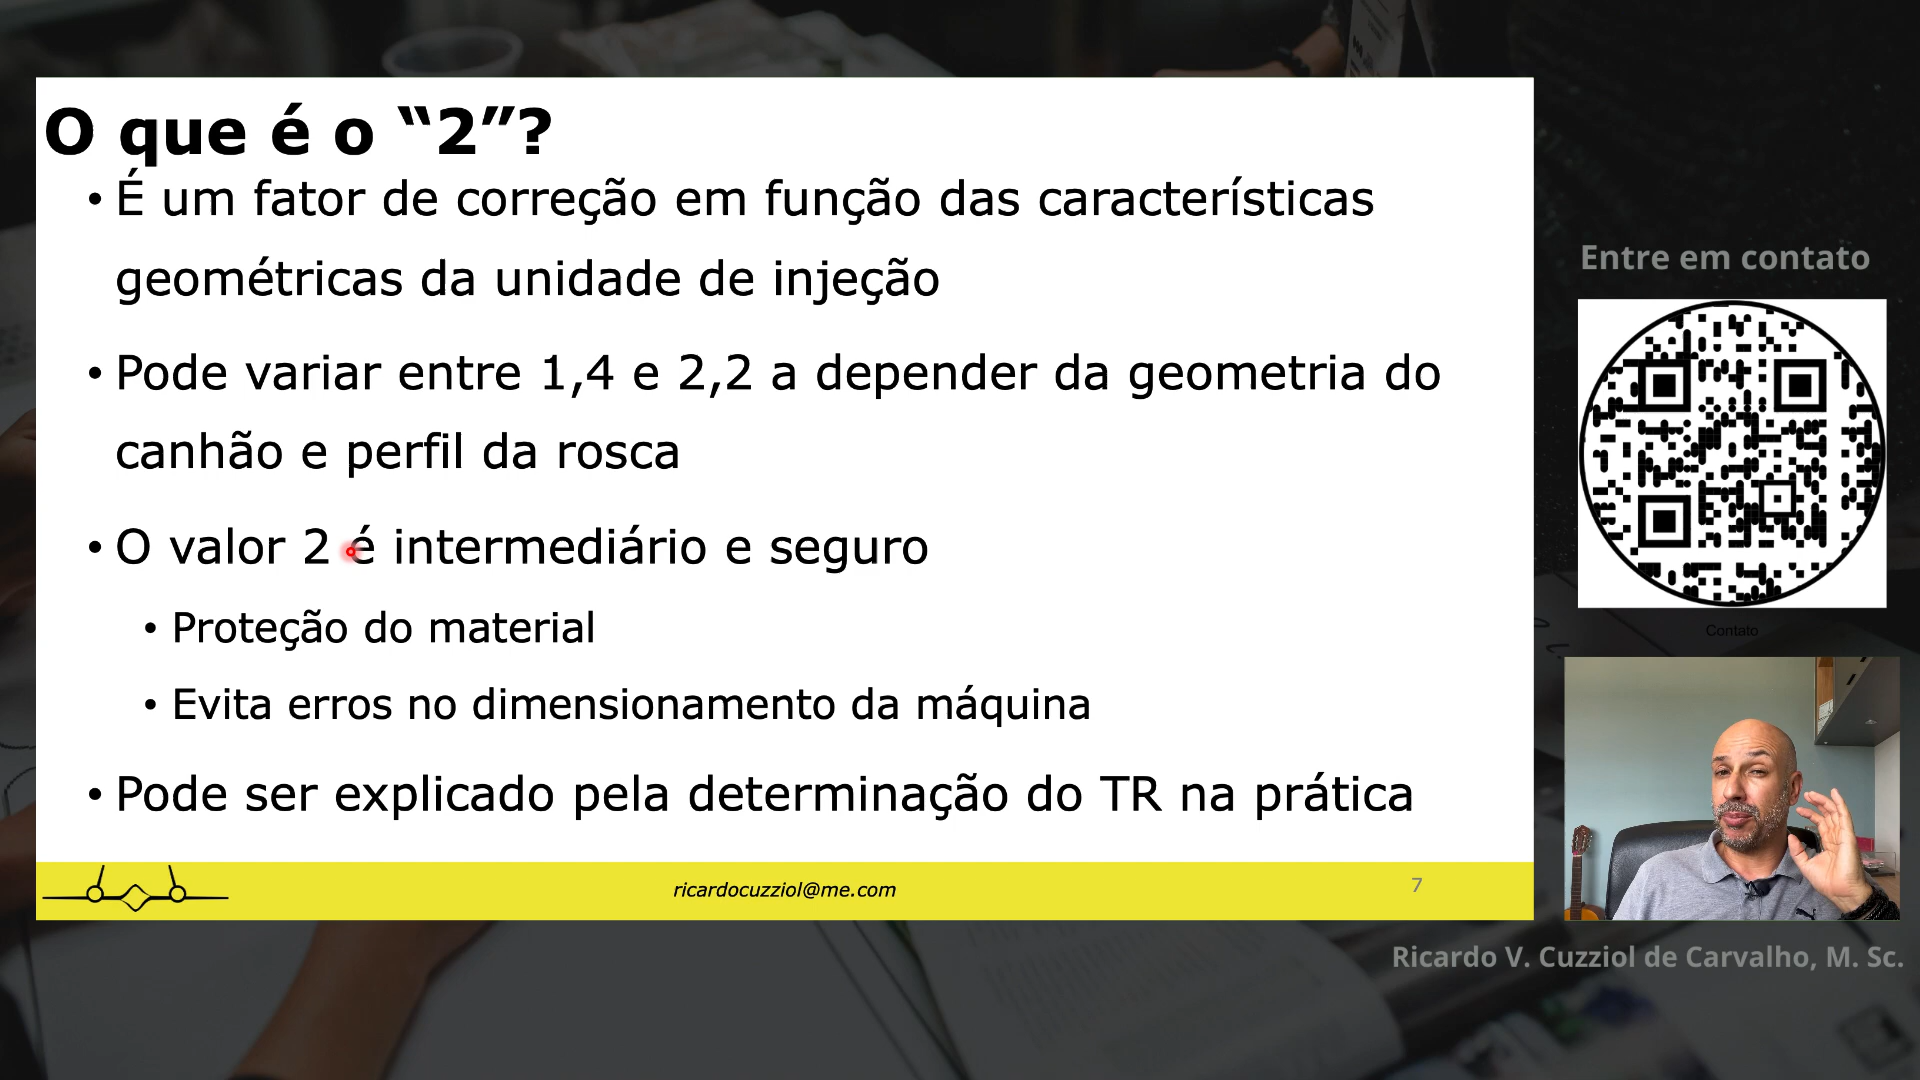 O que é o “2”?
• É um fator de correção em função das características
geométricas da unidade de injeção
• Pode variar entre 1,4 e 2,2 a depender da geometria do
canhão e perfil da rosca
• O valor 2 é intermediário e seguro
• Proteção do material
• Evita erros no dimensionamento da máquina
• Pode ser explicado pela determinação do TR na prática
ricardocuzziol@me.com
7
Entre em contato
Contato
Ricardo V. Cuzziol de Carvalho, M. Sc.